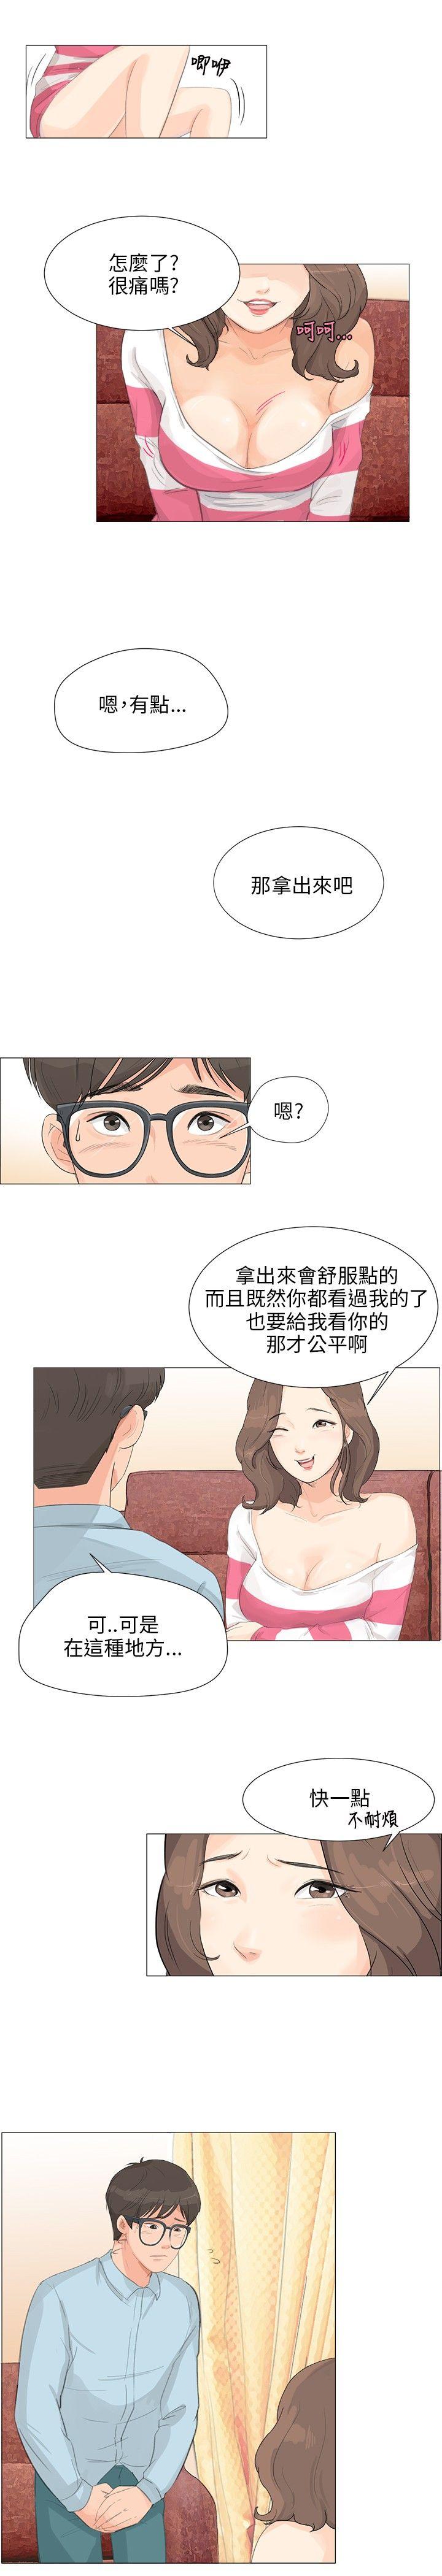 唧咿
怎麼了?
很痛嗎?
呵呵...
嗯,有點...
那拿出來吧
嗯?
拿出來會舒服點的
而且既然你都看過我的了
也要給我看你的
那才公平啊
可..可是
在這種地方...
快一點
不耐煩